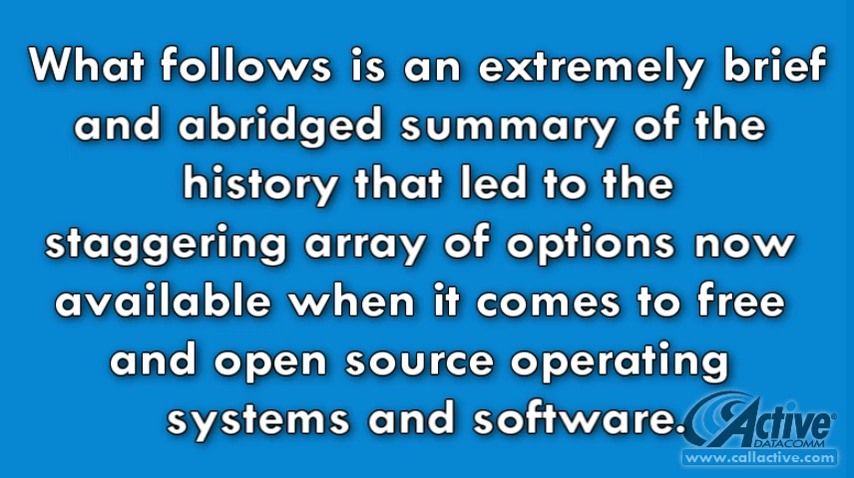 What follows is an extremely brief
and abridged summary of the
history that led to the
staggering array of options now
available when it comes to free
and open source operating
systems and software.
Active®
DATACOMM
www.callactive.com